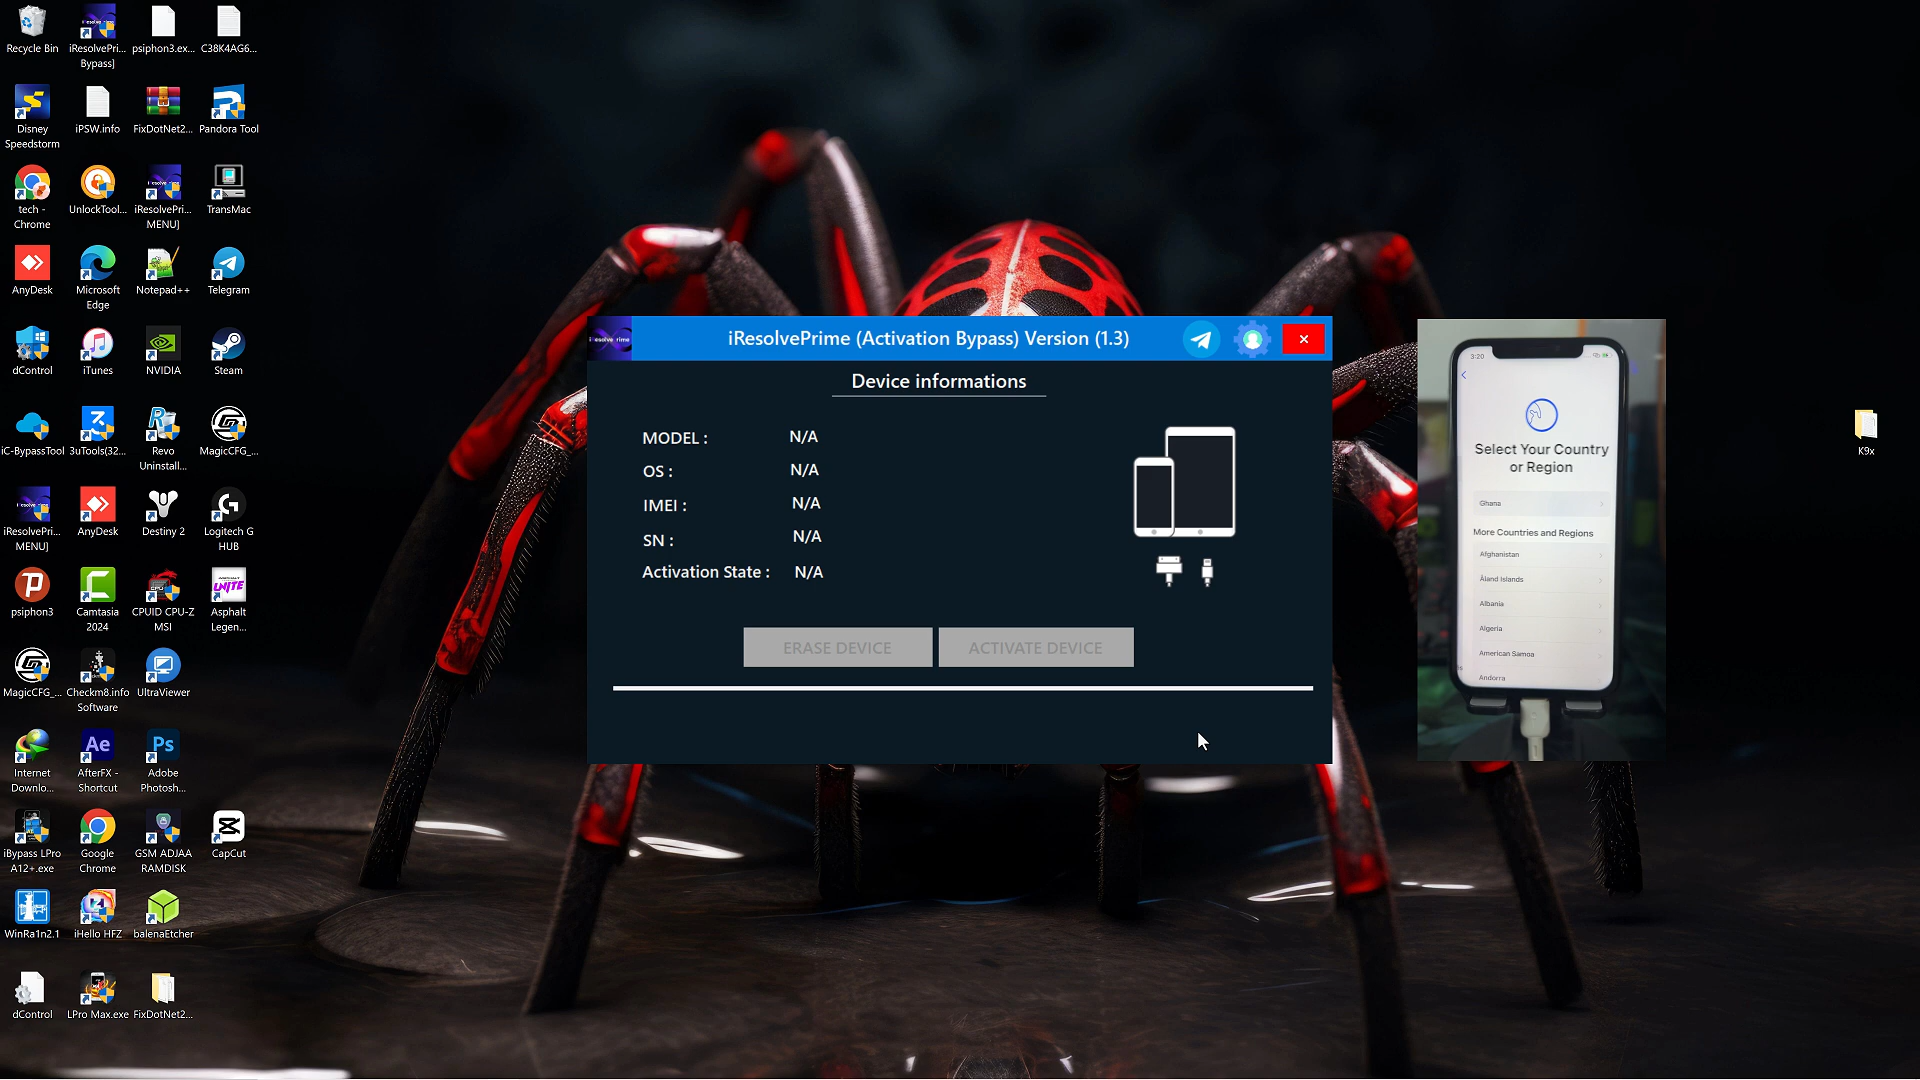 Recycle Bin
iResolvePri...
Bypass]
psiphon3.ex...
C38K4AG6...
Disney
Speedstorm
iPSW.info
FixDotNet2...
Pandora Tool
tech -
Chrome
UnlockTool...
iResolvePri...
MENU]
TransMac
AnyDesk
Microsoft
Edge
Notepad++
Telegram
dControl
iTunes
NVIDIA
Steam
iC-BypassTool
3uTools(32...
Revo
Uninstall...
MagicCFG_...
iResolvePri...
MENU]
AnyDesk
Destiny 2
Logitech G
HUB
psiphon3
Camtasia
2024
CPUID CPU-Z
MSI
Asphalt
Legen...
MagicCFG_...
Checkm8.info
Software
UltraViewer
Internet
Downlo...
AfterFX -
Shortcut
Adobe
Photosh...
iBypass LPro
A12+.exe
Google
Chrome
GSM ADJAA
RAMDISK
CapCut
WinRa1n2.1
iHello HFZ
balenaEtcher
dControl
LPro Max.exe
FixDotNet2...
iResolvePrime (Activation Bypass) Version (1.3)
Device informations
MODEL : N/A
OS : N/A
IMEI : N/A
SN : N/A
Activation State : N/A
ERASE DEVICE
ACTIVATE DEVICE
3:20
Select Your Country
or Region
Ghana
More Countries and Regions
Afghanistan
Åland Islands
Albania
Algeria
American Samoa
Andorra
K9x